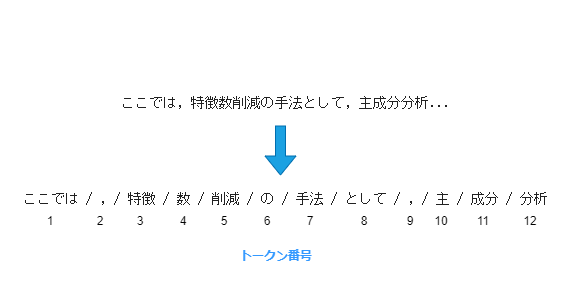 ここでは，特徴数削減の手法として，主成分分析...
ここでは / ，/ 特徴 / 数 / 削減 / の / 手法 / として / ，/ 主 / 成分 / 分析
1 2 3 4 5 6 7 8 9 10 11 12
トークン番号